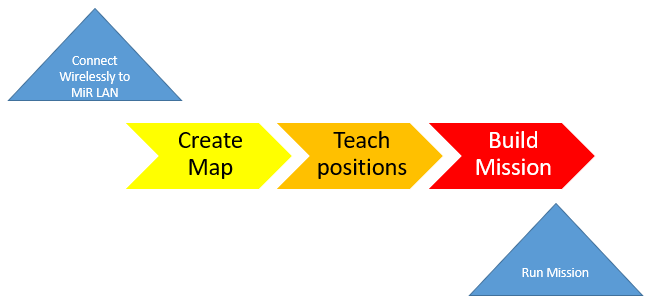 Connect
Wirelessly to
MiR LAN
Create
Map
Teach
positions
Build
Mission
Run Mission